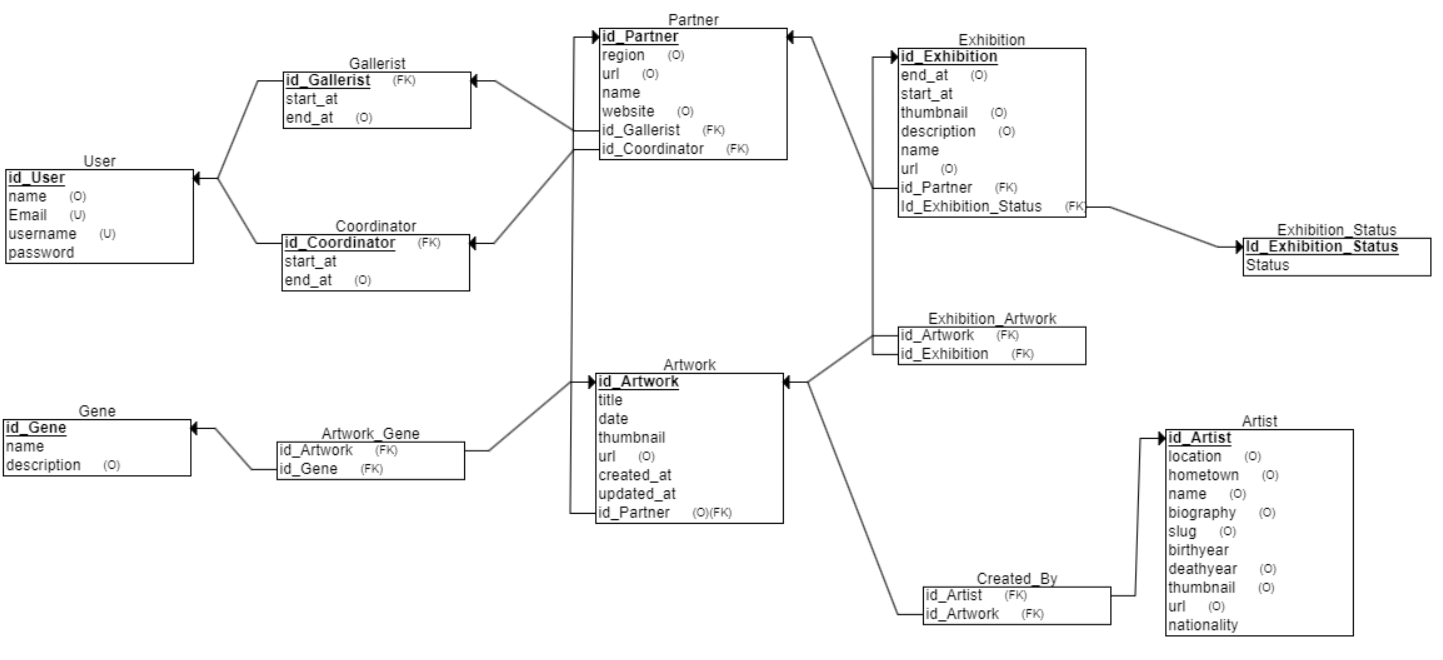 Partner
id_Partner
region (O)
url (O)
name
website (O)
id_Gallerist (FK)
id_Coordinator (FK)
Exhibition
id_Exhibition
end_at (O)
start_at
thumbnail (O)
description (O)
name
url (O)
id_Partner (FK)
Id_Exhibition_Status (FK)
Gallerist
id_Gallerist (FK)
start_at
end_at (O)
User
id_User
name (O)
Email (U)
username (U)
password
Coordinator
id_Coordinator (FK)
start_at
end_at (O)
Exhibition_Status
Id_Exhibition_Status
Status
Exhibition_Artwork
id_Artwork (FK)
id_Exhibition (FK)
Artwork
id_Artwork
title
date
thumbnail
url (O)
created_at
updated_at
id_Partner (O)(FK)
Gene
id_Gene
name
description (O)
Artwork_Gene
id_Artwork (FK)
id_Gene (FK)
Artist
id_Artist
location (O)
hometown (O)
name (O)
biography (O)
slug (O)
birthyear
deathyear (O)
thumbnail (O)
url (O)
nationality
Created_By
id_Artist (FK)
id_Artwork (FK)